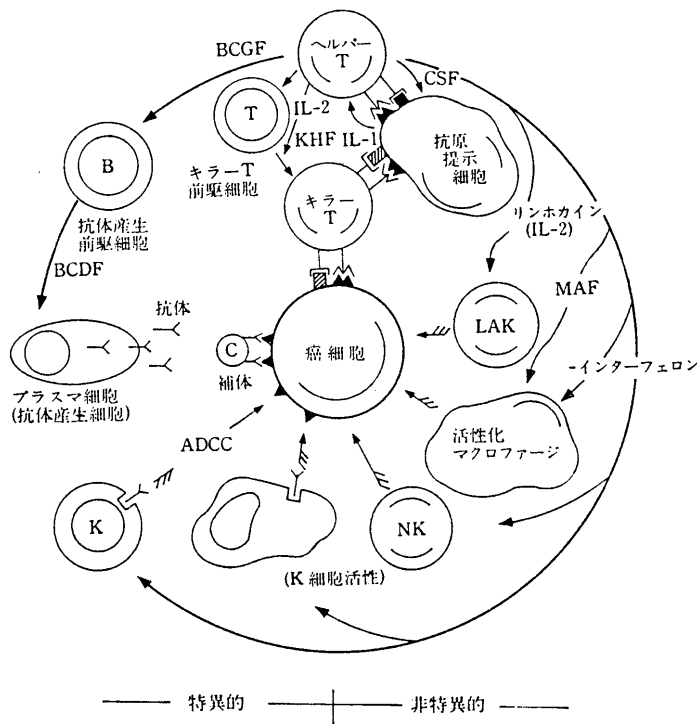 ヘルパー
T
BCGF
CSF
T
IL-2
KHF
IL-1
抗原
提示
細胞
B
キラーT
前駆細胞
キラー
T
抗体産生
前駆細胞
リンホカイン
(IL-2)
BCDF
MAF
抗体
LAK
C
癌細胞
補体
-インターフェロン
プラスマ細胞
(抗体産生細胞)
活性化
マクロファージ
ADCC
K
NK
(K細胞活性)
特異的
非特異的